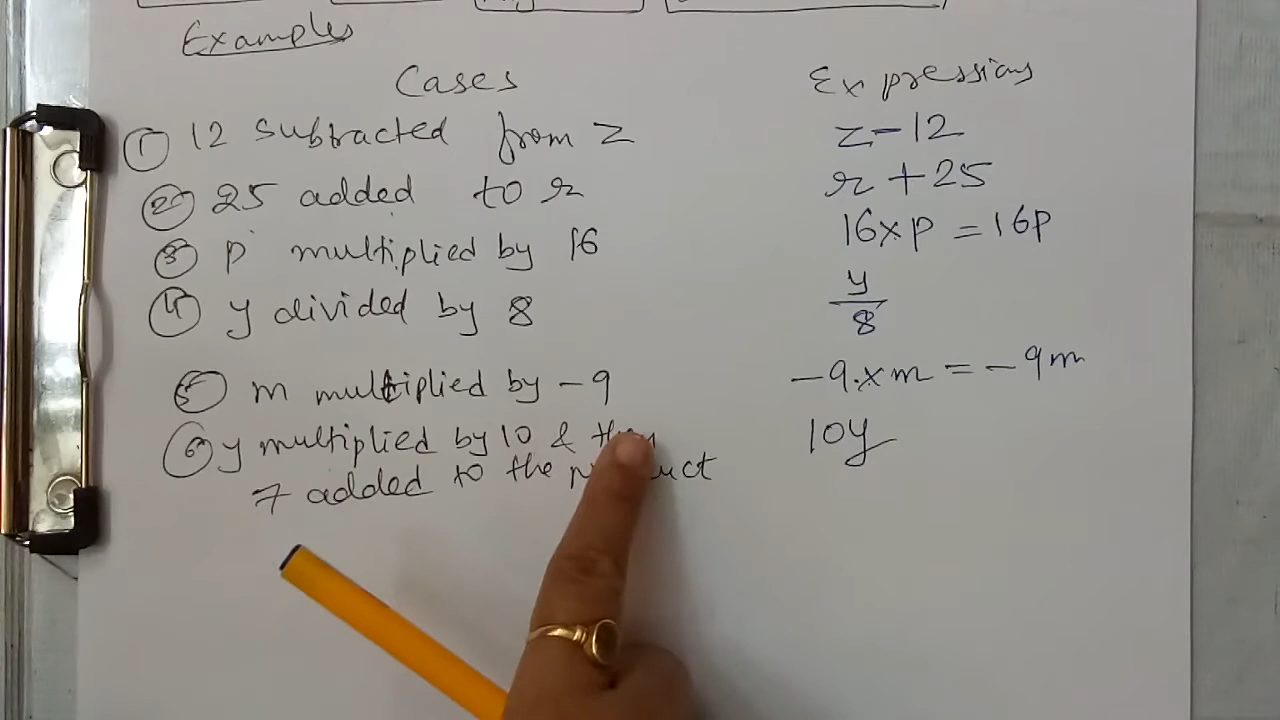 Examples
Cases Expressions
① 12 subtracted from z z - 12
② 25 added to r r + 25
③ p multiplied by 16 16 × p = 16p
④ y divided by 8 y/8
⑤ m multiplied by -9 -9 × m = -9m
⑥ y multiplied by 10 & then 10y
7 added to the product